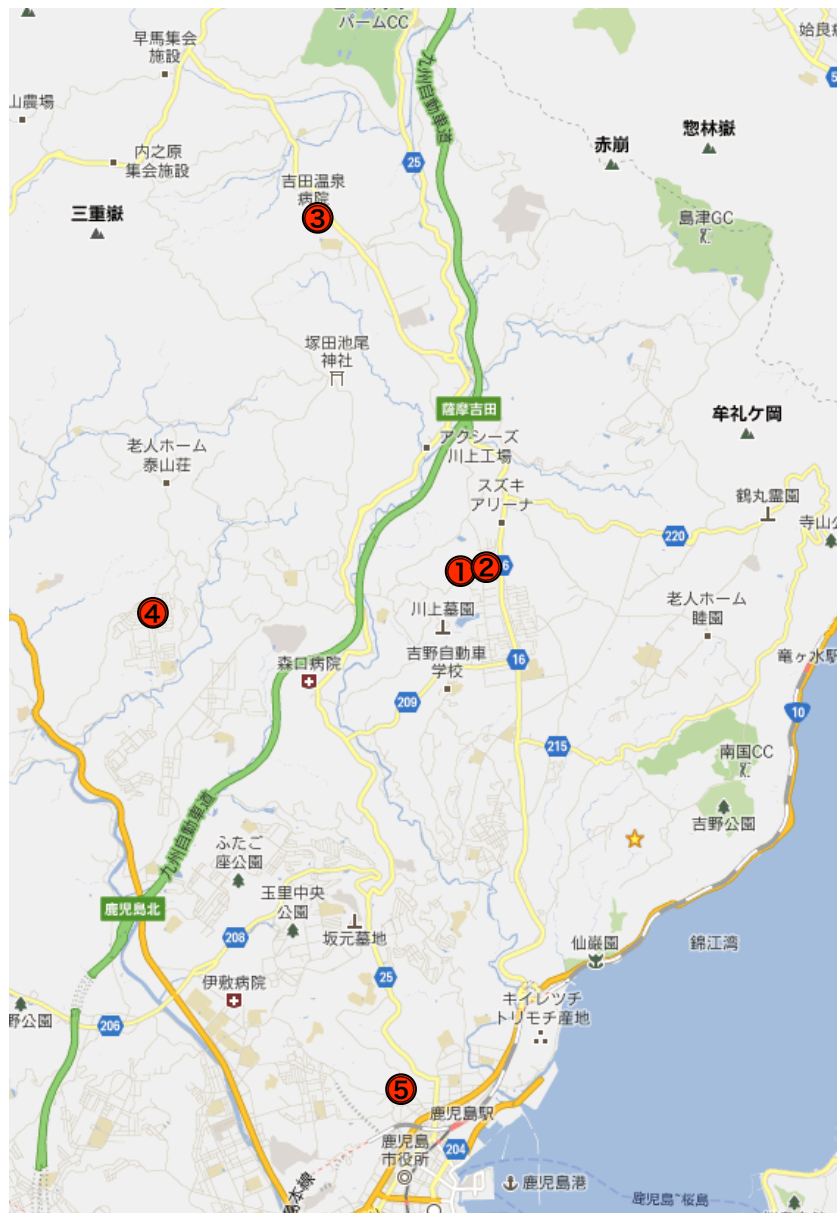 パームCC
早馬集会
施設
九州自動車道
姶良
山農場
内之原
集会施設
25
赤崩
惣林嶽
吉田温泉
病院
③
三重嶽
島津GC
塚田池尾
神社
薩摩吉田
牟礼ケ岡
アクシーズ
川上工場
老人ホーム
泰山荘
スズキ
アリーナ
鶴丸霊園
寺山公
220
①
②
6
④
川上墓園
老人ホーム
睦園
吉野自動車
学校
16
森口病院
竜ヶ水駅
209
10
215
南国CC
九州自動車道
吉野公園
ふたご
座公園
玉里中央
公園
鹿児島北
208
坂元墓地
仙巌園
錦江湾
伊敷病院
25
キイレツチ
トリモチ産地
野公園
206
⑤
鹿児島駅
鹿児島
市役所
204
島本線
鹿児島港
鹿児島~桜島